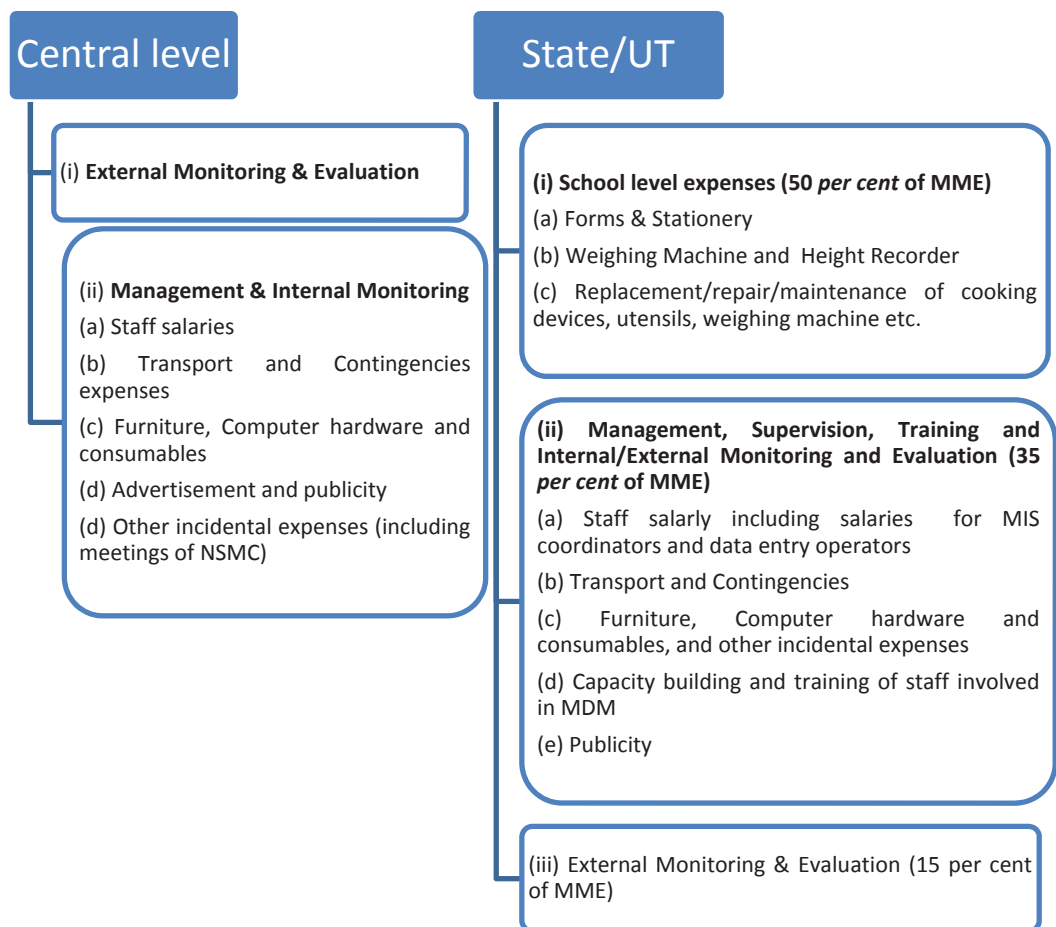 Central level
(i) External Monitoring & Evaluation
(ii) Management & Internal Monitoring
(a) Staff salaries
(b) Transport and Contingencies
expenses
(c) Furniture, Computer hardware and
consumables
(d) Advertisement and publicity
(d) Other incidental expenses (including
meetings of NSMC)
State/UT
(i) School level expenses (50 per cent of MME)
(a) Forms & Stationery
(b) Weighing Machine and Height Recorder
(c) Replacement/repair/maintenance of cooking
devices, utensils, weighing machine etc.
(ii) Management, Supervision, Training and
Internal/External Monitoring and Evaluation (35
per cent of MME)
(a) Staff salarly including salaries for MIS
coordinators and data entry operators
(b) Transport and Contingencies
(c) Furniture, Computer hardware and
consumables, and other incidental expenses
(d) Capacity building and training of staff involved
in MDM
(e) Publicity
(iii) External Monitoring & Evaluation (15 per cent
of MME)